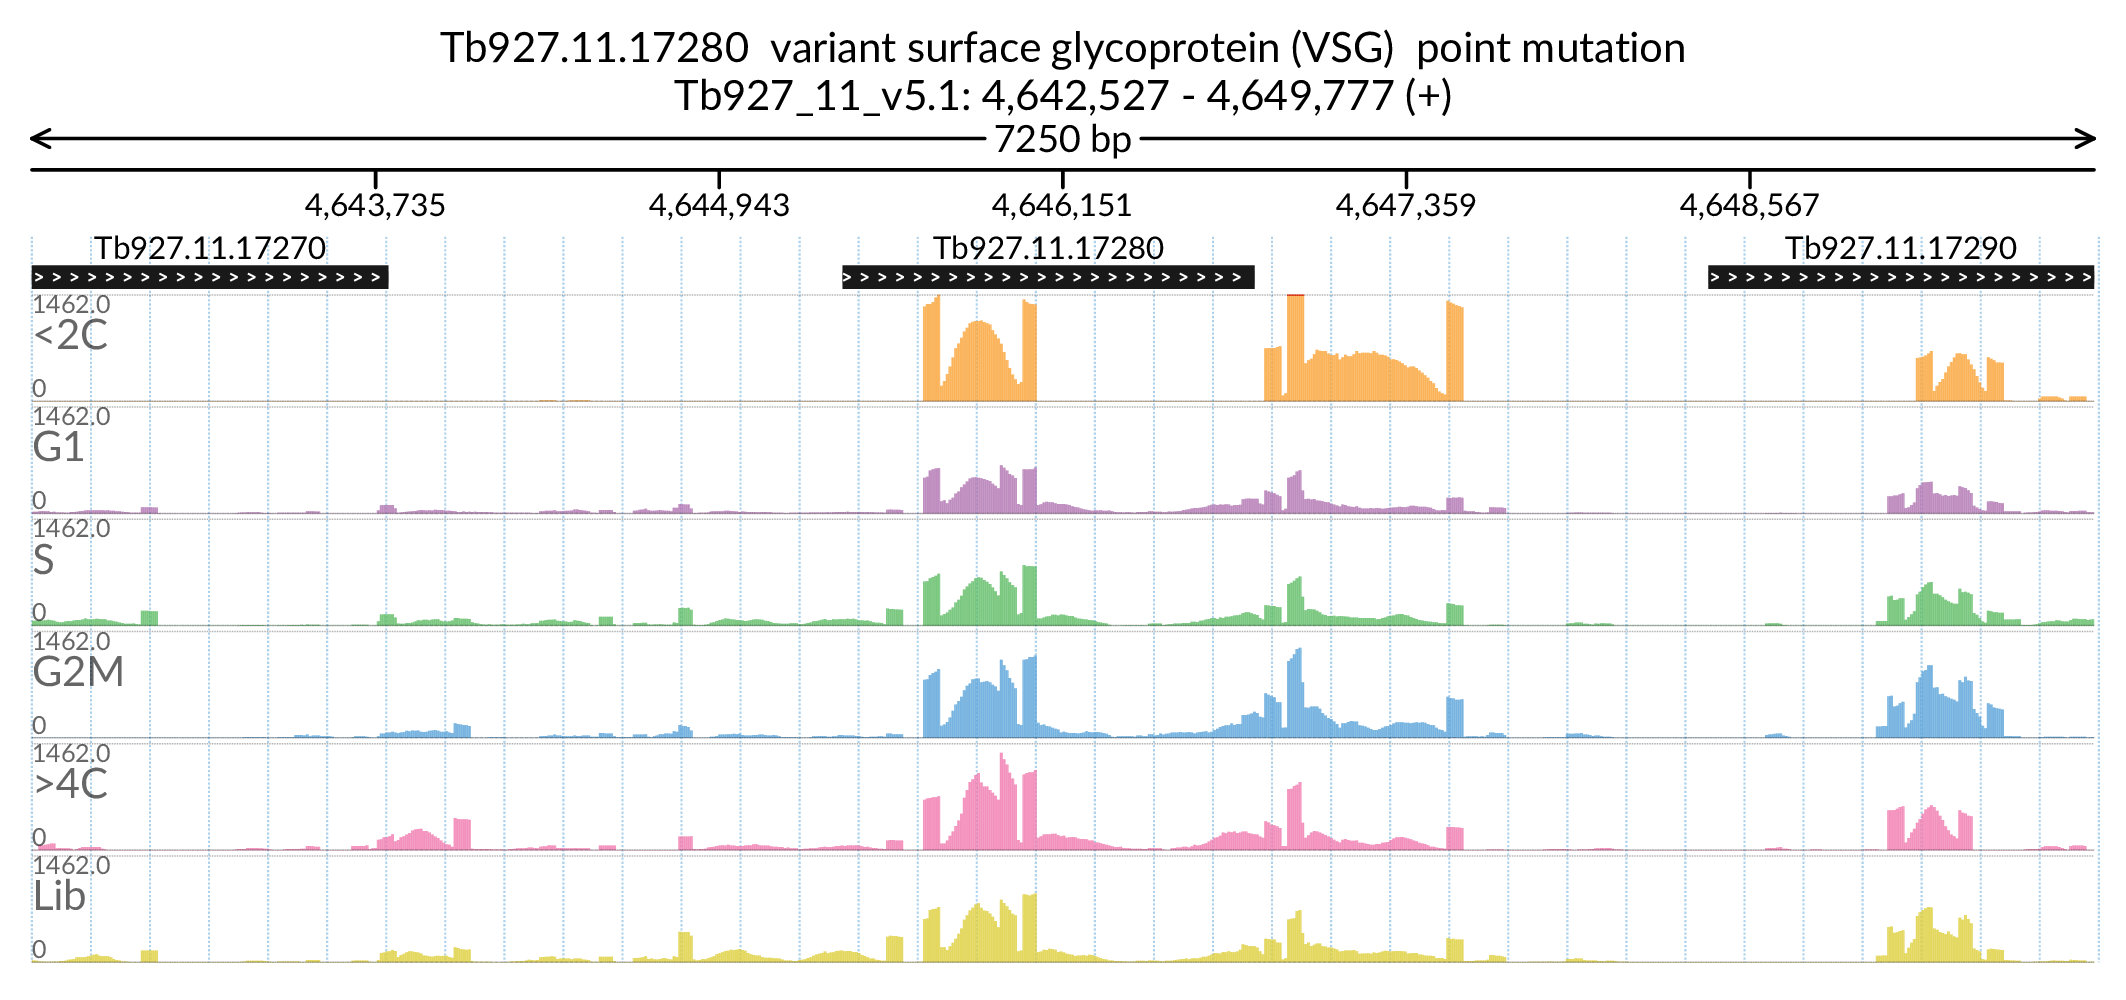 Tb927.11.17280  variant surface glycoprotein (VSG)  point mutation
Tb927_11_v5.1: 4,642,527 - 4,649,777 (+)
7250 bp
4,643,735 4,644,943 4,646,151 4,647,359 4,648,567
Tb927.11.17270 Tb927.11.17280 Tb927.11.17290
1462.0
<2C
0
1462.0
G1
0
1462.0
S
0
1462.0
G2M
0
1462.0
>4C
0
1462.0
Lib
0